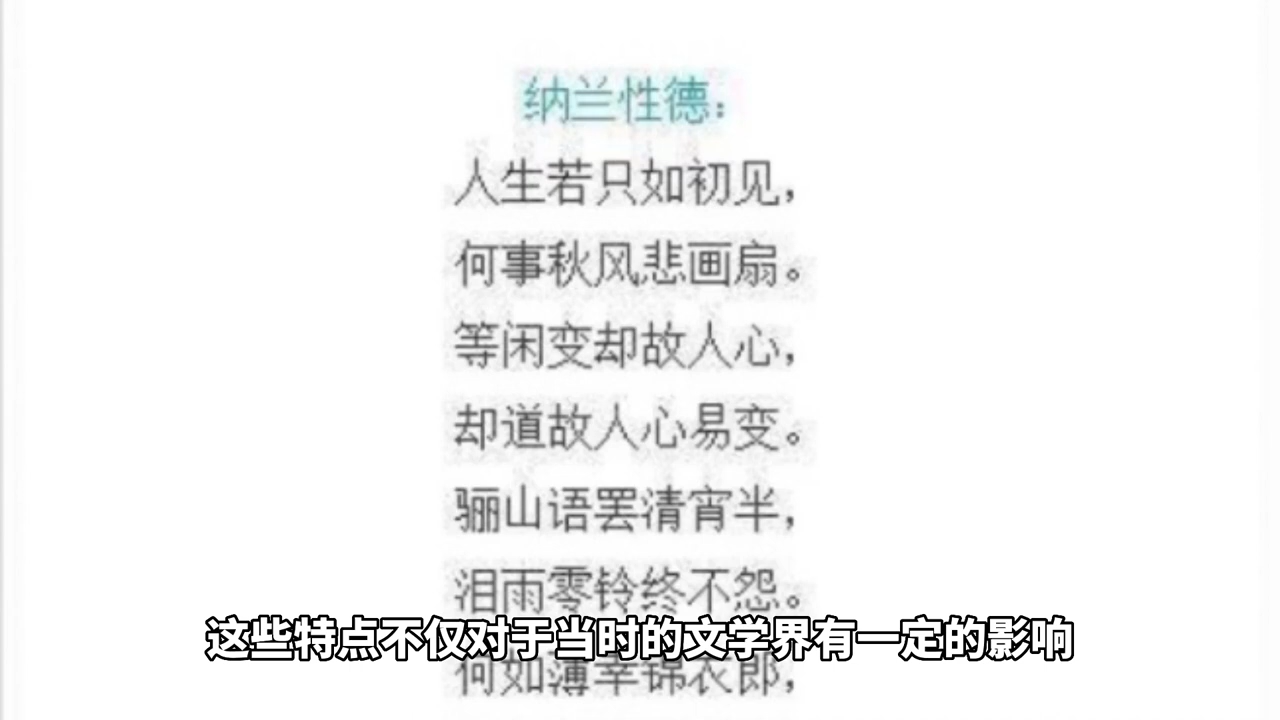 纳兰性德：
人生若只如初见，
何事秋风悲画扇。
等闲变却故人心，
却道故人心易变。
骊山语罢清宵半，
泪雨零铃终不怨。
这些特点不仅对于当时的文学界有一定的影响
何如薄幸锦衣郎，